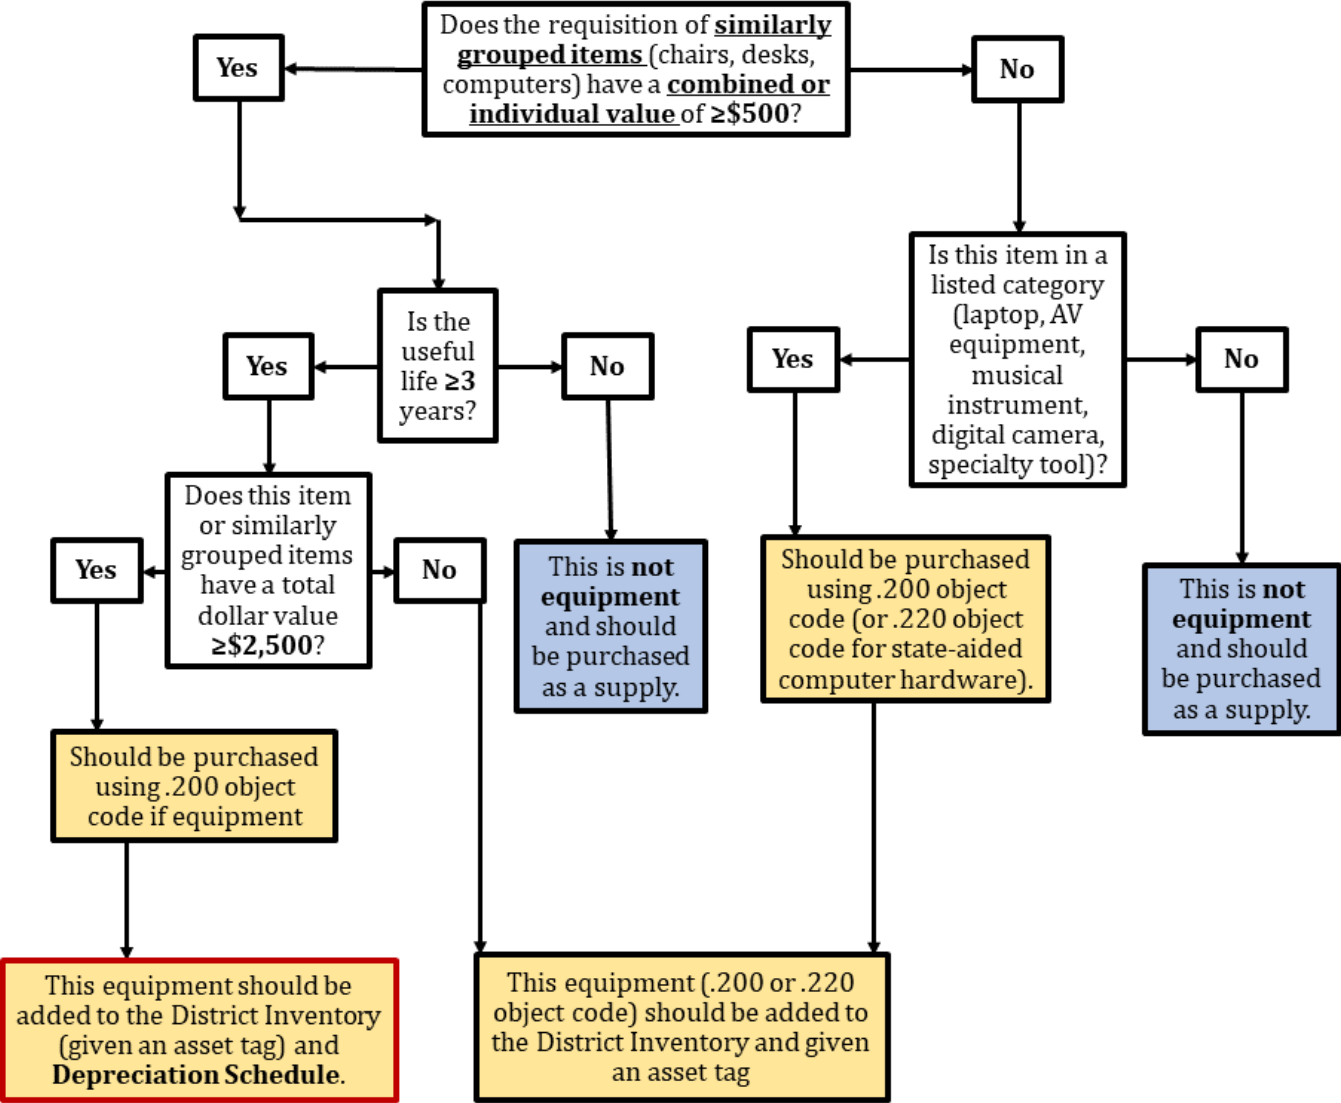 Does the requisition of similarly
grouped items (chairs, desks,
computers) have a combined or
individual value of ≥$500?
Yes
No
Is this item in a
listed category
(laptop, AV
equipment,
musical
instrument,
digital camera,
specialty tool)?
Is the
useful
life ≥3
years?
Yes
No
Yes
No
Does this item
or similarly
grouped items
have a total
dollar value
≥$2,500?
Yes
No
This is not
equipment
and should
be purchased
as a supply.
Should be purchased
using .200 object
code (or .220 object
code for state-aided
computer hardware).
This is not
equipment
and should
be purchased
as a supply.
Should be purchased
using .200 object
code if equipment
This equipment should be
added to the District Inventory
(given an asset tag) and
Depreciation Schedule.
This equipment (.200 or .220
object code) should be added to
the District Inventory and given
an asset tag